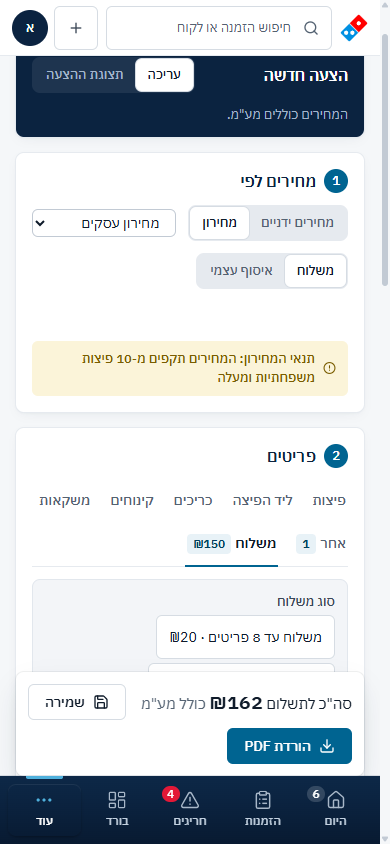 חיפוש הזמנה או לקוח
+
א
הצעה חדשה
עריכה
תצוגת ההצעה
המחירים כוללים מע"מ.
1 מחירים לפי
מחירים ידניים
מחירון
מחירון עסקים
משלוח
איסוף עצמי
תנאי המחירון: המחירים תקפים מ-10 פיצות
משפחתיות ומעלה
2 פריטים
פיצות
ליד הפיצה
כריכים
קינוחים
משקאות
אחר 1
משלוח ₪150
סוג משלוח
משלוח עד 8 פריטים · ₪20
סה"כ לתשלום ₪162 כולל מע"מ
שמירה
הורדת PDF
6
היום
הזמנות
4
חריגים
בורד
עוד